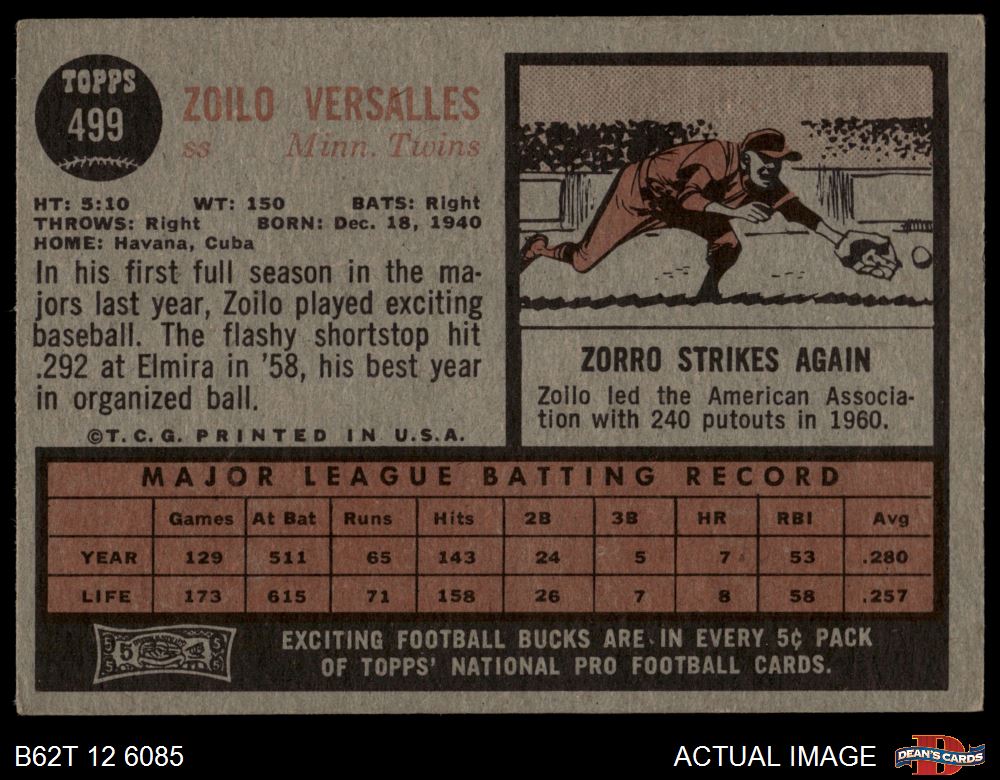 TOPPS
499
ZOILO VERSALLES
ss Minn. Twins
HT: 5:10 WT: 150 BATS: Right
THROWS: Right BORN: Dec. 18, 1940
HOME: Havana, Cuba
In his first full season in the ma-
jors last year, Zoilo played exciting
baseball. The flashy shortstop hit
.292 at Elmira in '58, his best year
in organized ball.
©T.C.G. PRINTED IN U.S.A.
ZORRO STRIKES AGAIN
Zoilo led the American Associa-
tion with 240 putouts in 1960.
MAJOR LEAGUE BATTING RECORD
Games At Bat Runs Hits 2B 3B HR RBI Avg
YEAR 129 511 65 143 24 5 7 53 .280
LIFE 173 615 71 158 26 7 8 58 .257
5 5 5 5
EXCITING FOOTBALL BUCKS ARE IN EVERY 5¢ PACK
OF TOPPS' NATIONAL PRO FOOTBALL CARDS.
B62T 12 6085 ACTUAL IMAGE DEAN'S CARDS